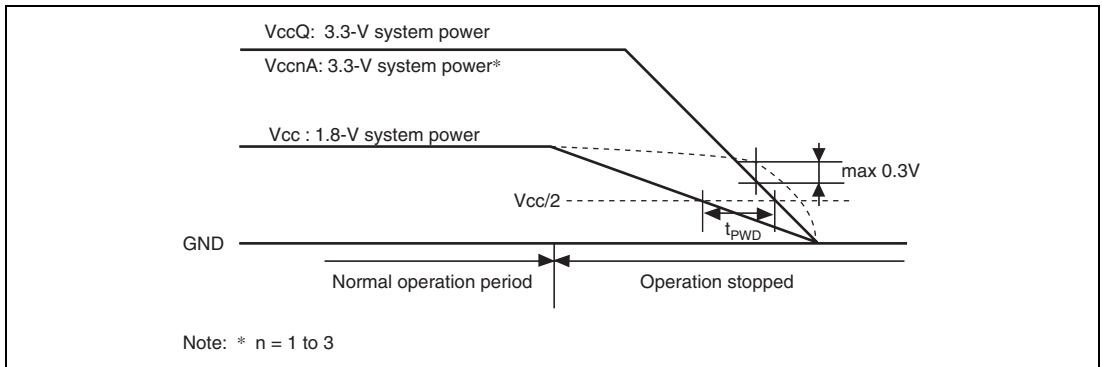 VccQ: 3.3-V system power
VccnA: 3.3-V system power*
Vcc : 1.8-V system power
max 0.3V
Vcc/2
tPWD
GND
Normal operation period
Operation stopped
Note: * n = 1 to 3